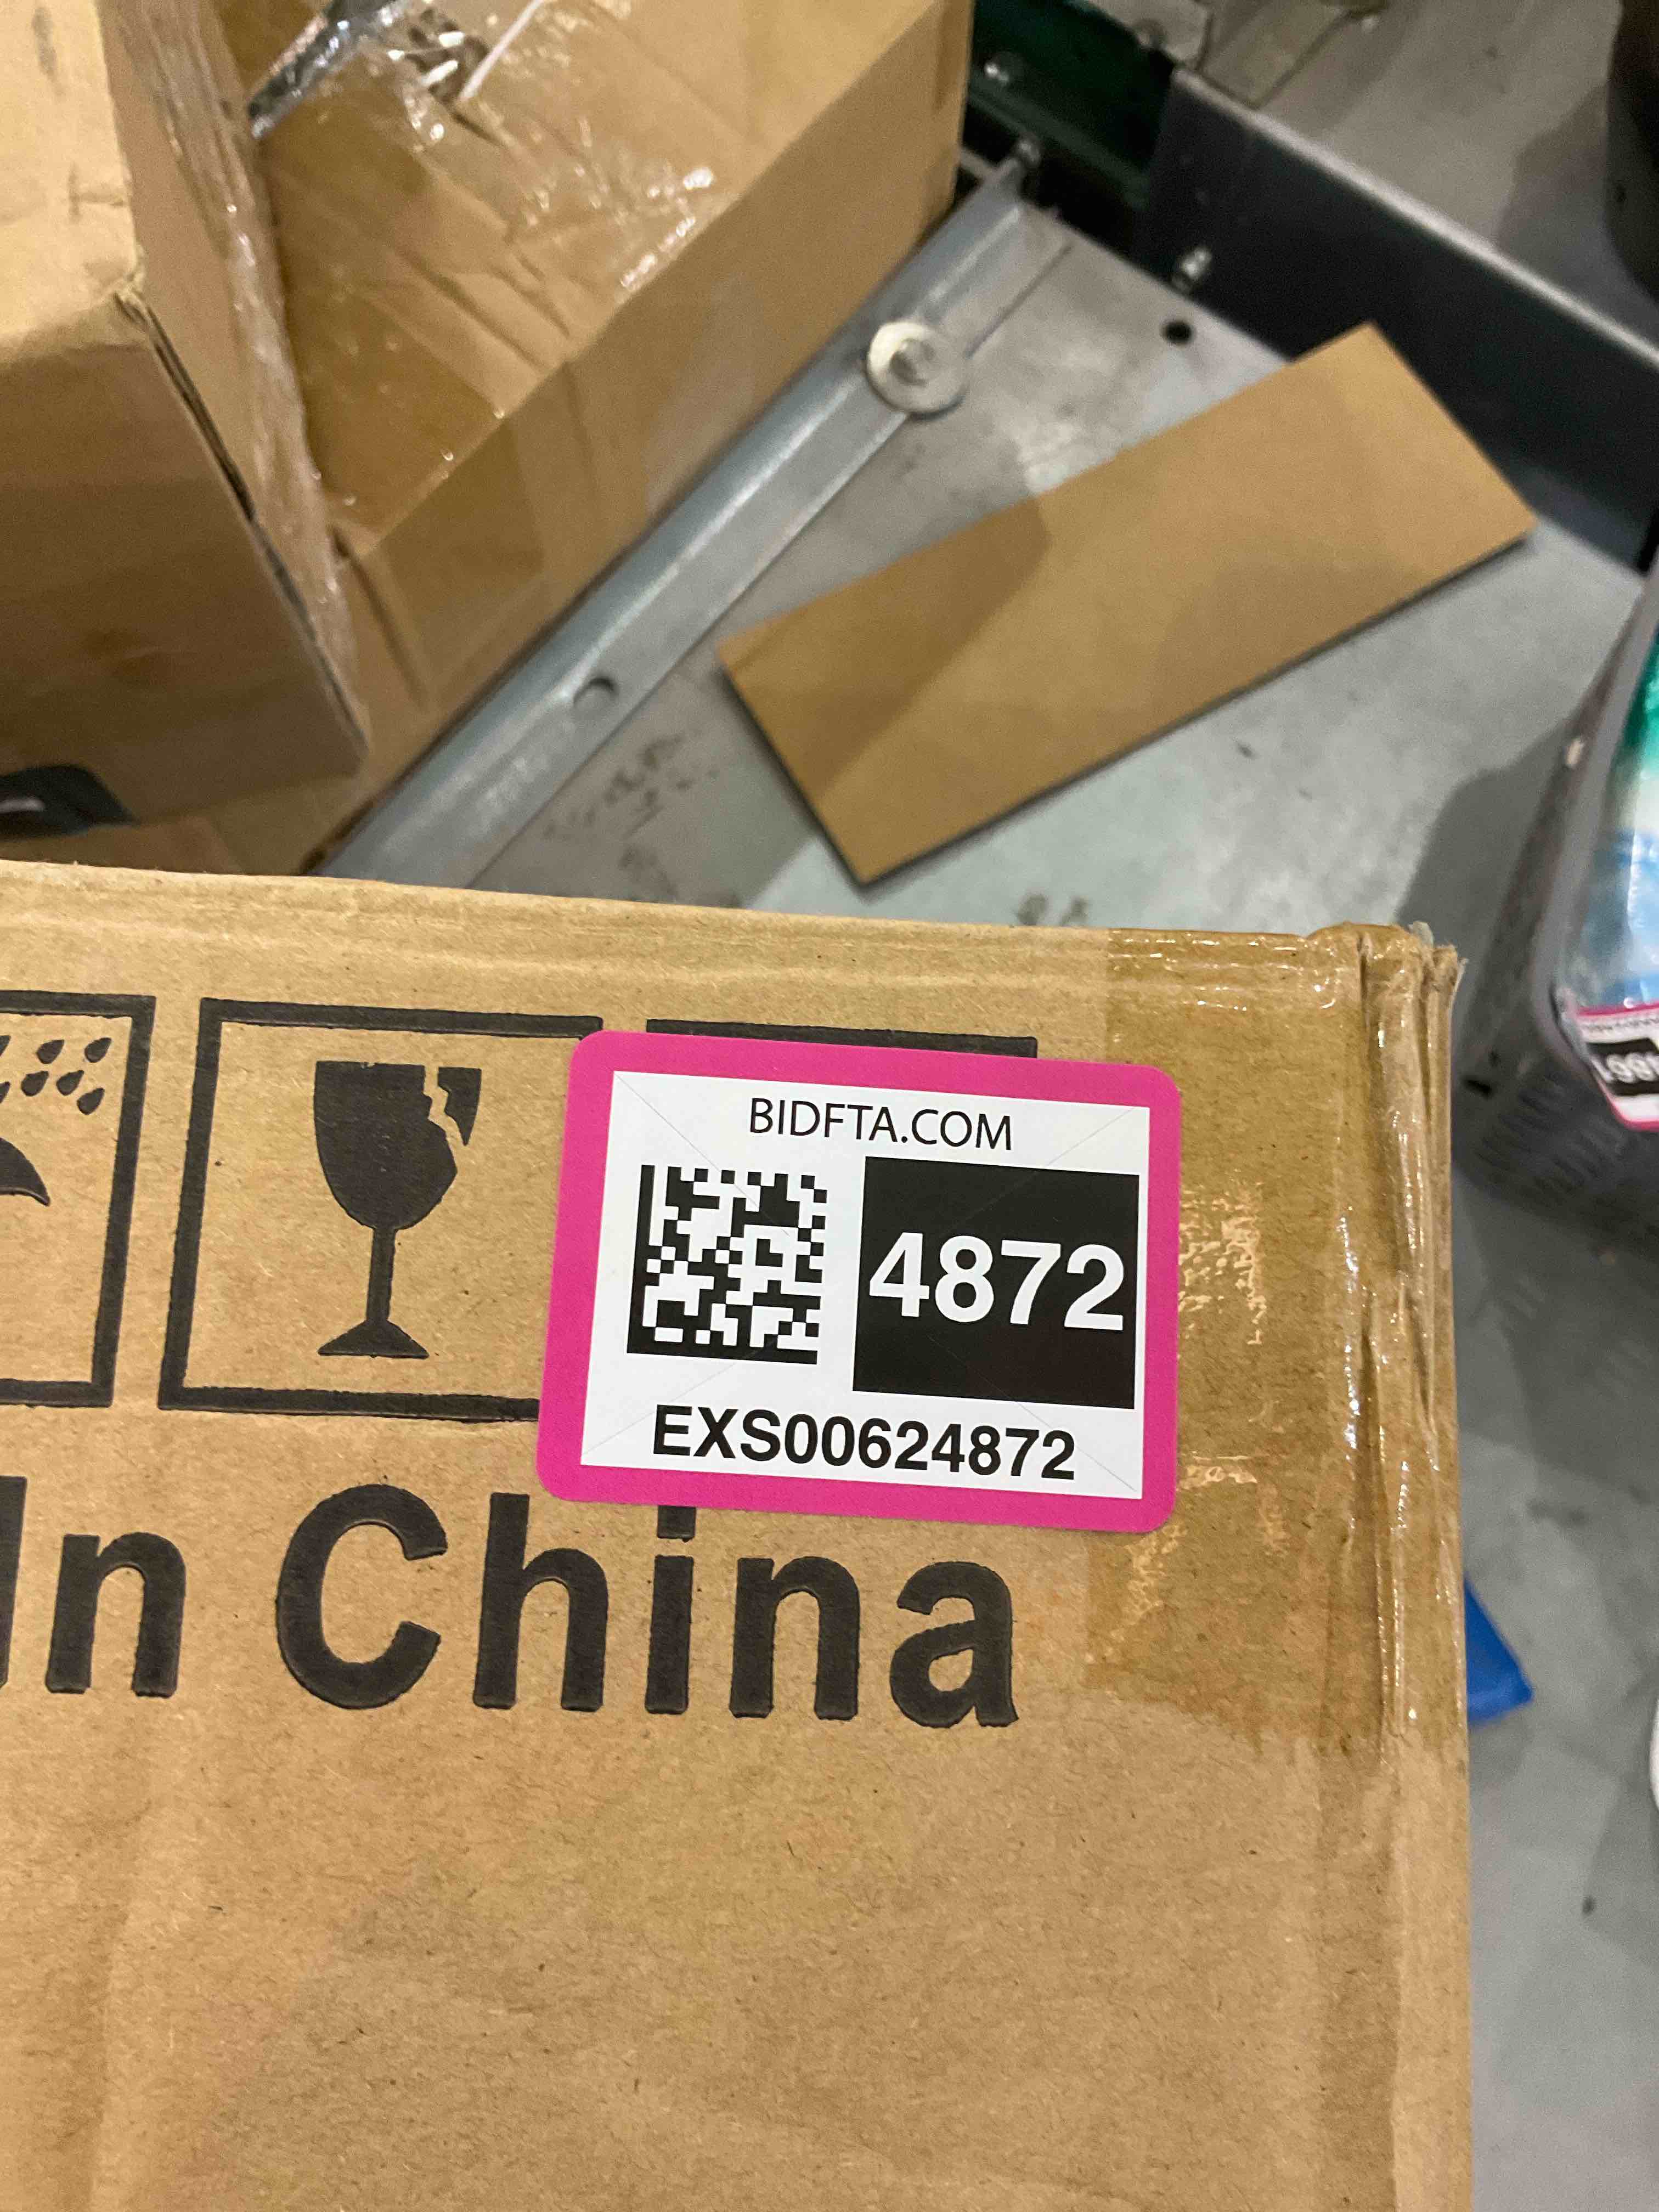 BIDFTA.COM
4872
EXS00624872
In China